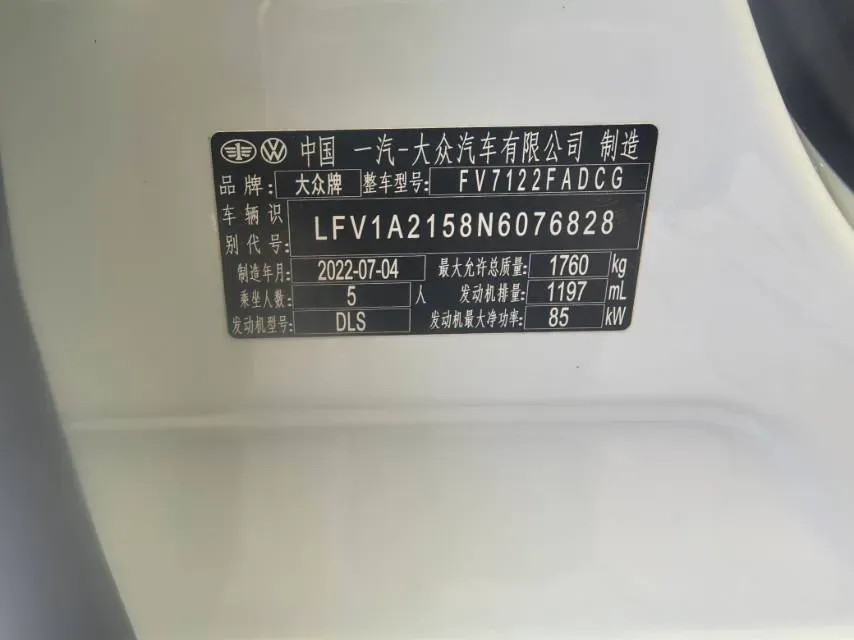 中国 一汽-大众汽车有限公司 制造
品牌: 大众牌 整车型号: FV7122FADCG
车辆识别代号: LFV1A2158N6076828
制造年月: 2022-07-04 最大允许总质量: 1760 kg
乘坐人数: 5 人 发动机排量: 1197 mL
发动机型号: DLS 发动机最大净功率: 85 kW